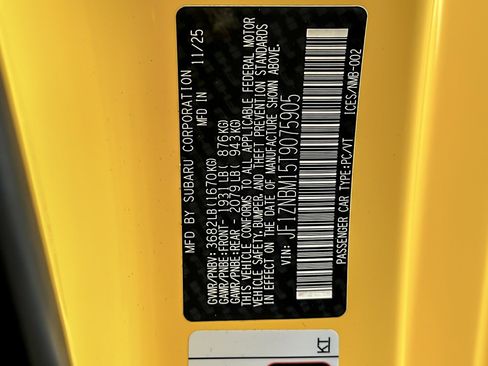 MFD BY SUBARU CORPORATION 11/25
MFD IN
GVWR/PNBV: 3682LB(1670KG)
GAWR/PNBE:FRONT- 1931LB( 876KG)
GAWR/PNBE:REAR - 2079LB( 943KG)
THIS VEHICLE CONFORMS TO ALL APPLICABLE FEDERAL MOTOR
VEHICLE SAFETY, BUMPER, AND THEFT PREVENTION STANDARDS
IN EFFECT ON THE DATE OF MANUFACTURE SHOWN ABOVE.
VIN: JF1ZNBM15T9075905
PASSENGER CAR TYPE:PC/VT ICES/NMB-002
KI